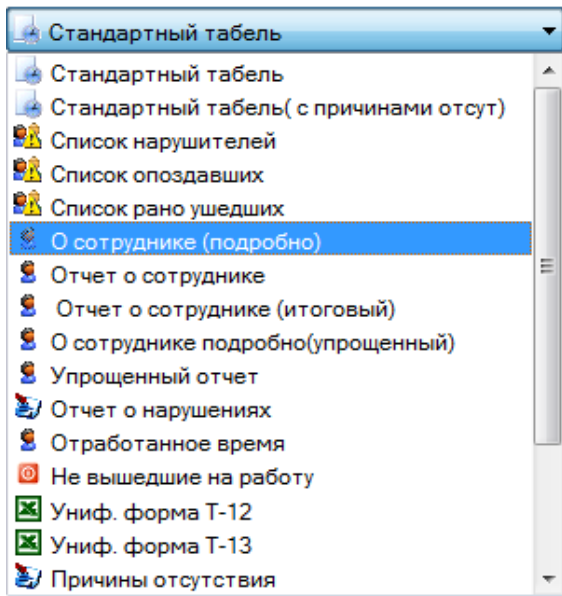 Стандартный табель
Стандартный табель
Стандартный табель( с причинами отсут)
Список нарушителей
Список опоздавших
Список рано ушедших
О сотруднике (подробно)
Отчет о сотруднике
Отчет о сотруднике (итоговый)
О сотруднике подробно(упрощенный)
Упрощенный отчет
Отчет о нарушениях
Отработанное время
Не вышедшие на работу
Униф. форма Т-12
Униф. форма Т-13
Причины отсутствия